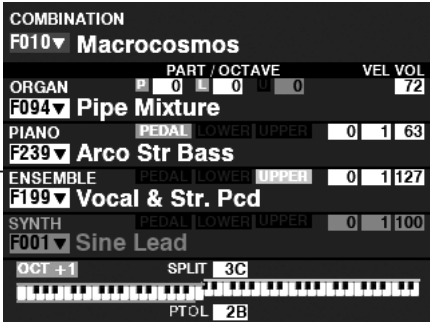 COMBINATION
F010▼ Macrocosmos
PART / OCTAVE VEL VOL
ORGAN P 0 L 0 U 0 72
F094▼ Pipe Mixture
PIANO PEDAL LOWER UPPER 0 1 63
F239▼ Arco Str Bass
ENSEMBLE PEDAL LOWER UPPER 0 1 127
F199▼ Vocal & Str. Pcd
SYNTH PEDAL LOWER UPPER 0 1 100
F001▼ Sine Lead
OCT +1 SPLIT 3C
PTOL 2B